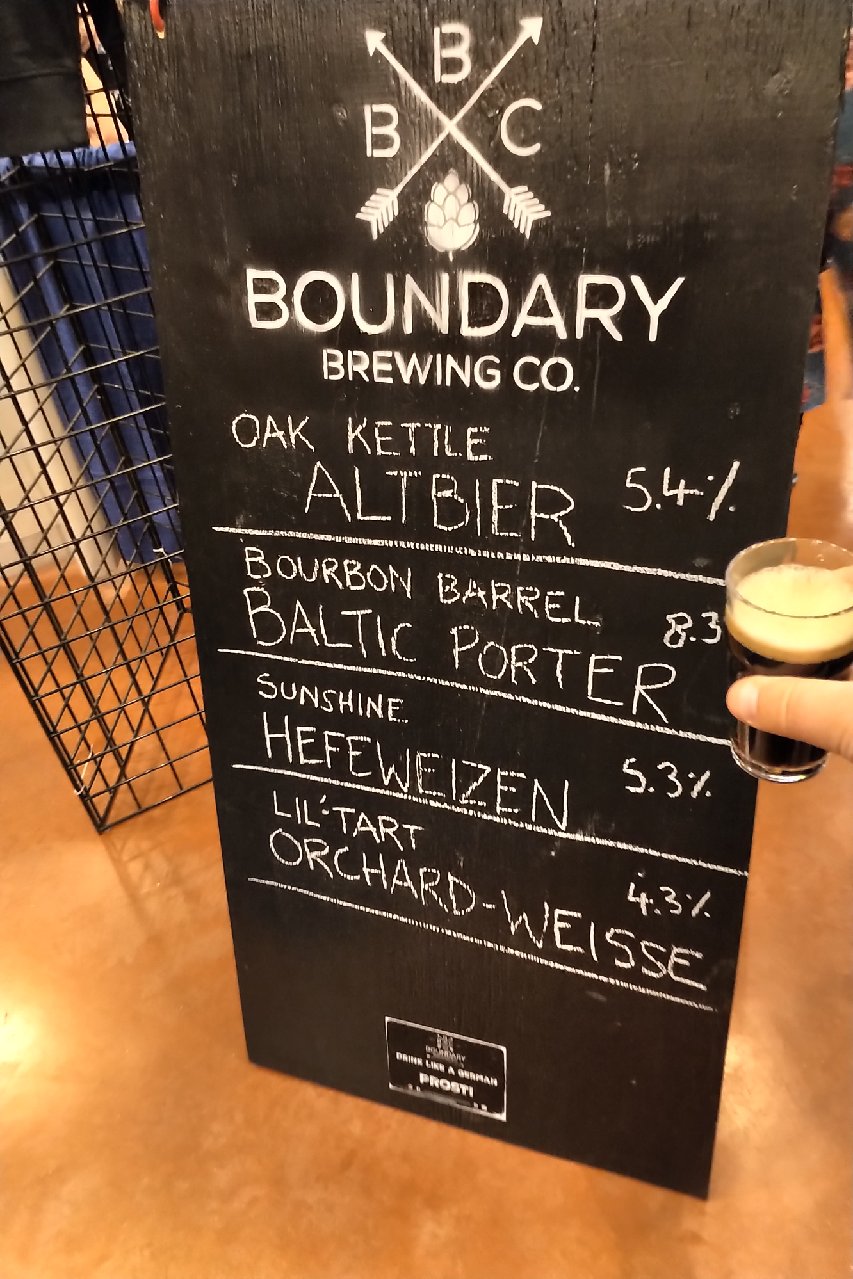 B
B C
BOUNDARY
BREWING CO.
OAK KETTLE
ALTBIER 5.4%
BOURBON BARREL
BALTIC PORTER 8.3
SUNSHINE
HEFEWEIZEN 5.3%
LIL' TART
ORCHARD-WEISSE 4.3%
BOUNDARY
DRINK LIKE A GERMAN
PROST!